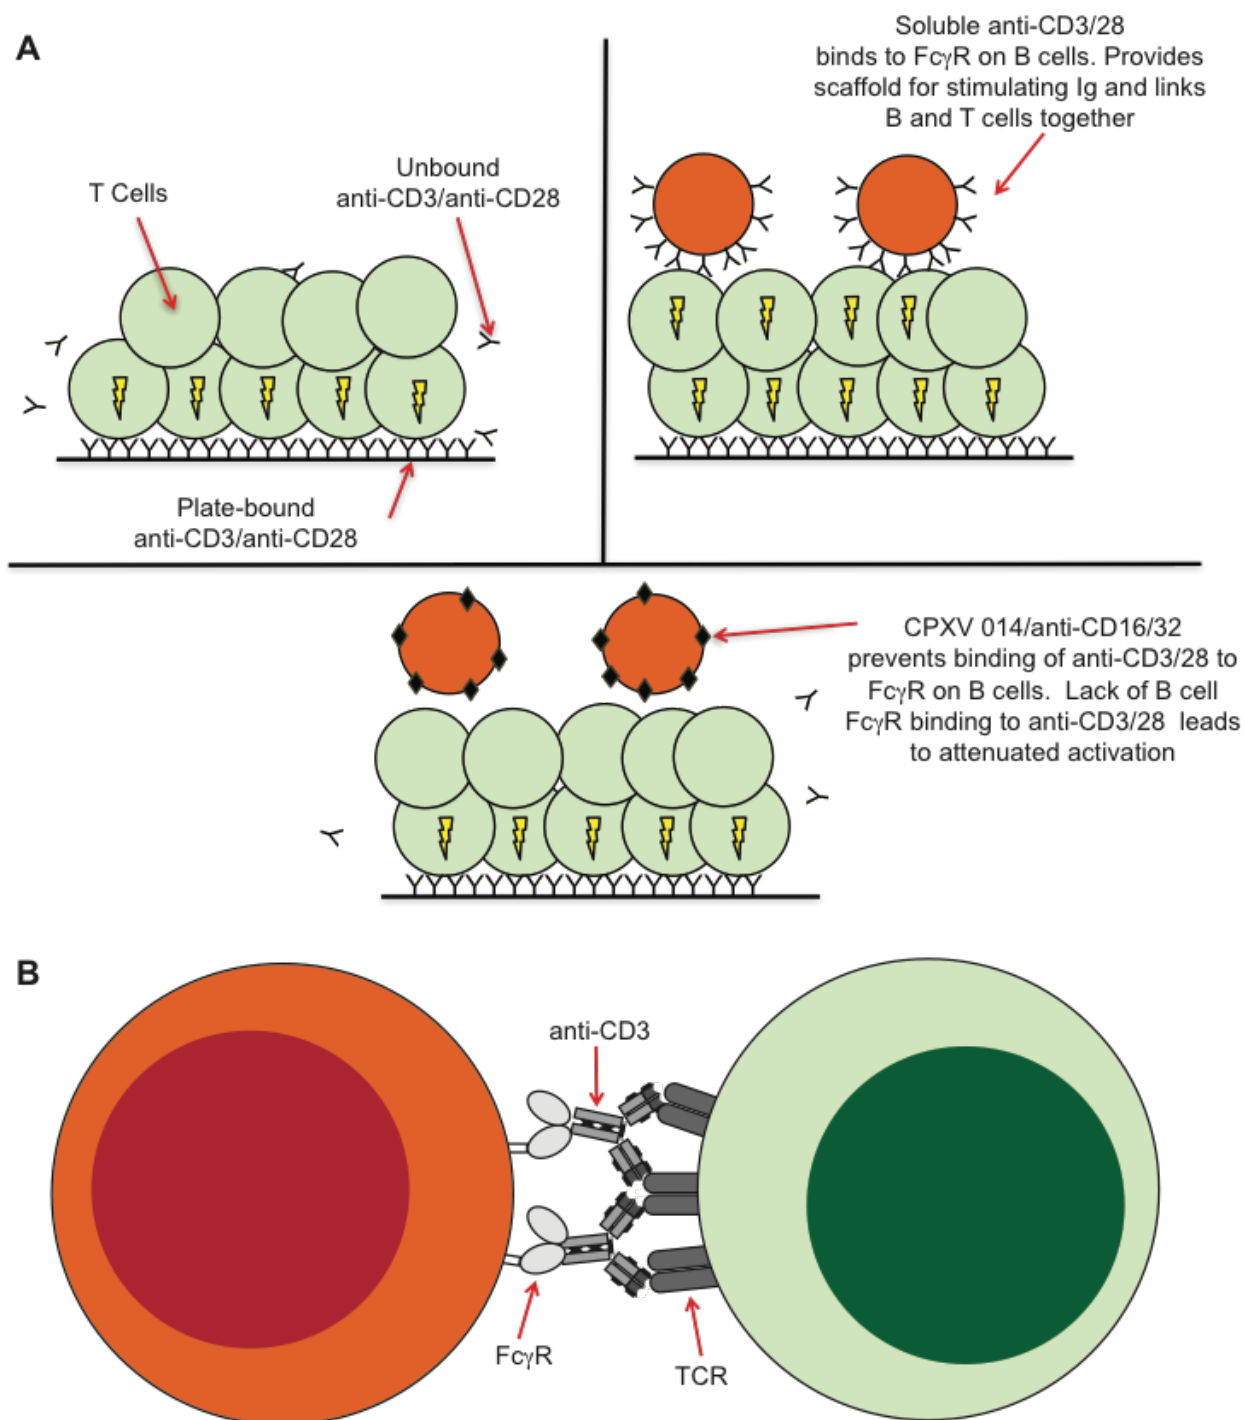 A
T Cells
Unbound
anti-CD3/anti-CD28
Plate-bound
anti-CD3/anti-CD28
Soluble anti-CD3/28
binds to FcγR on B cells. Provides
scaffold for stimulating Ig and links
B and T cells together
CPXV 014/anti-CD16/32
prevents binding of anti-CD3/28 to
FcγR on B cells.  Lack of B cell
FcγR binding to anti-CD3/28  leads
to attenuated activation
B
anti-CD3
FcγR
TCR